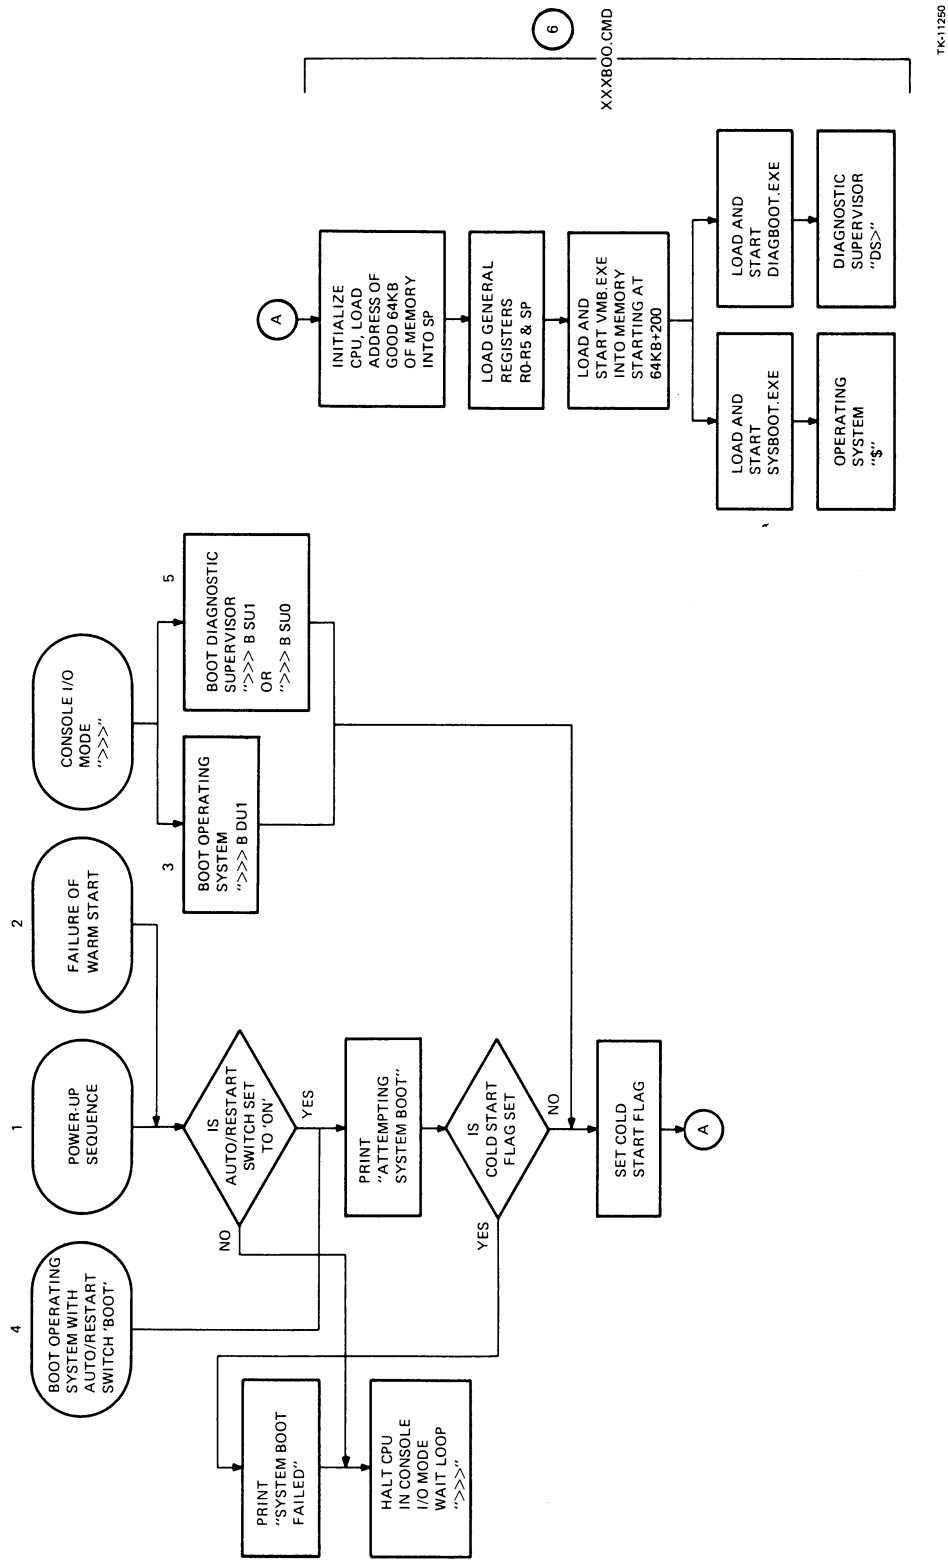 4
BOOT OPERATING
SYSTEM WITH
AUTO/RESTART
SWITCH 'BOOT'
1
POWER-UP
SEQUENCE
2
FAILURE OF
WARM START
CONSOLE I/O
MODE
">>>"
IS
AUTO/RESTART
SWITCH SET
TO 'ON'
NO
YES
3
BOOT OPERATING
SYSTEM
">>> B DU1
5
BOOT DIAGNOSTIC
SUPERVISOR
">>> B SU1
OR
">>> B SU0
PRINT
"SYSTEM BOOT
FAILED"
PRINT
"ATTEMPTING
SYSTEM BOOT"
HALT CPU
IN CONSOLE
I/O MODE
WAIT LOOP
">>>"
IS
COLD START
FLAG SET
YES
NO
SET COLD
START FLAG
A
A
INITIALIZE
CPU, LOAD
ADDRESS OF
GOOD 64KB
OF MEMORY
INTO SP
LOAD GENERAL
REGISTERS
R0-R5 & SP
LOAD AND
START VMB.EXE
INTO MEMORY
STARTING AT
64KB+200
LOAD AND
START
SYSBOOT.EXE
LOAD AND
START
DIAGBOOT.EXE
OPERATING
SYSTEM
"$"
DIAGNOSTIC
SUPERVISOR
"DS>"
6
XXXBOO.CMD
TK-11250